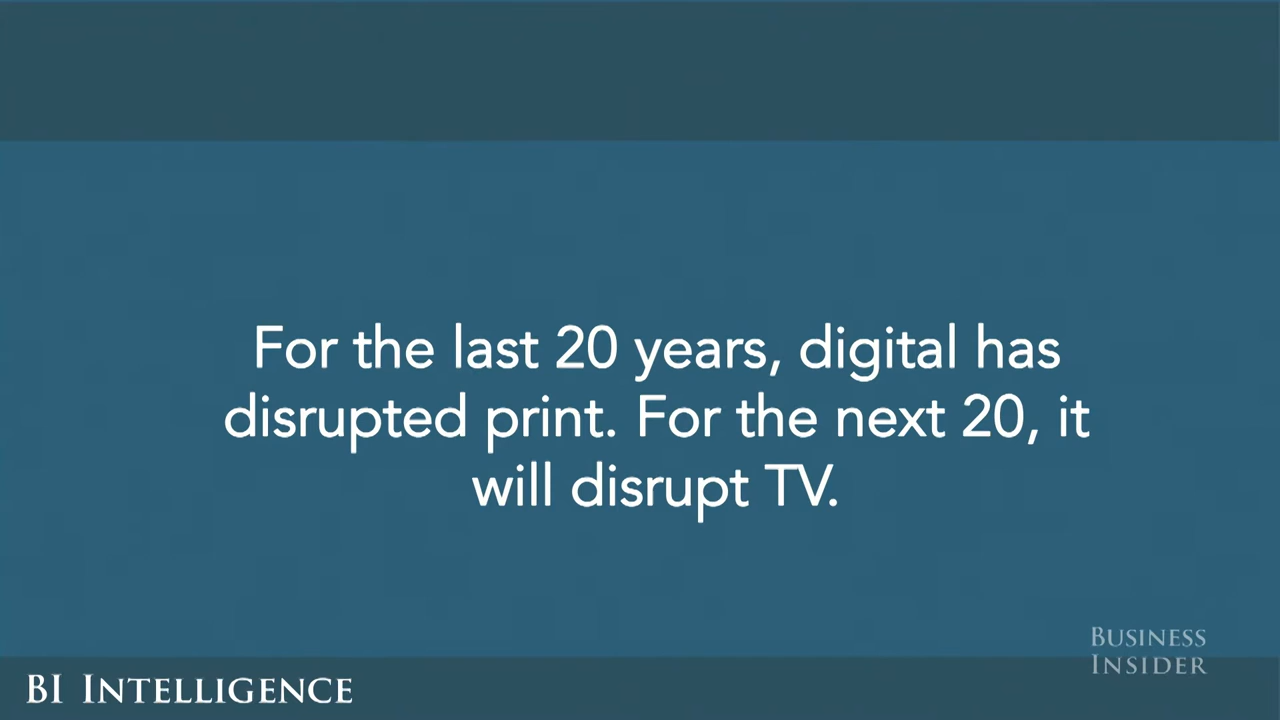 For the last 20 years, digital has
disrupted print. For the next 20, it
will disrupt TV.
BUSINESS
INSIDER
BI INTELLIGENCE